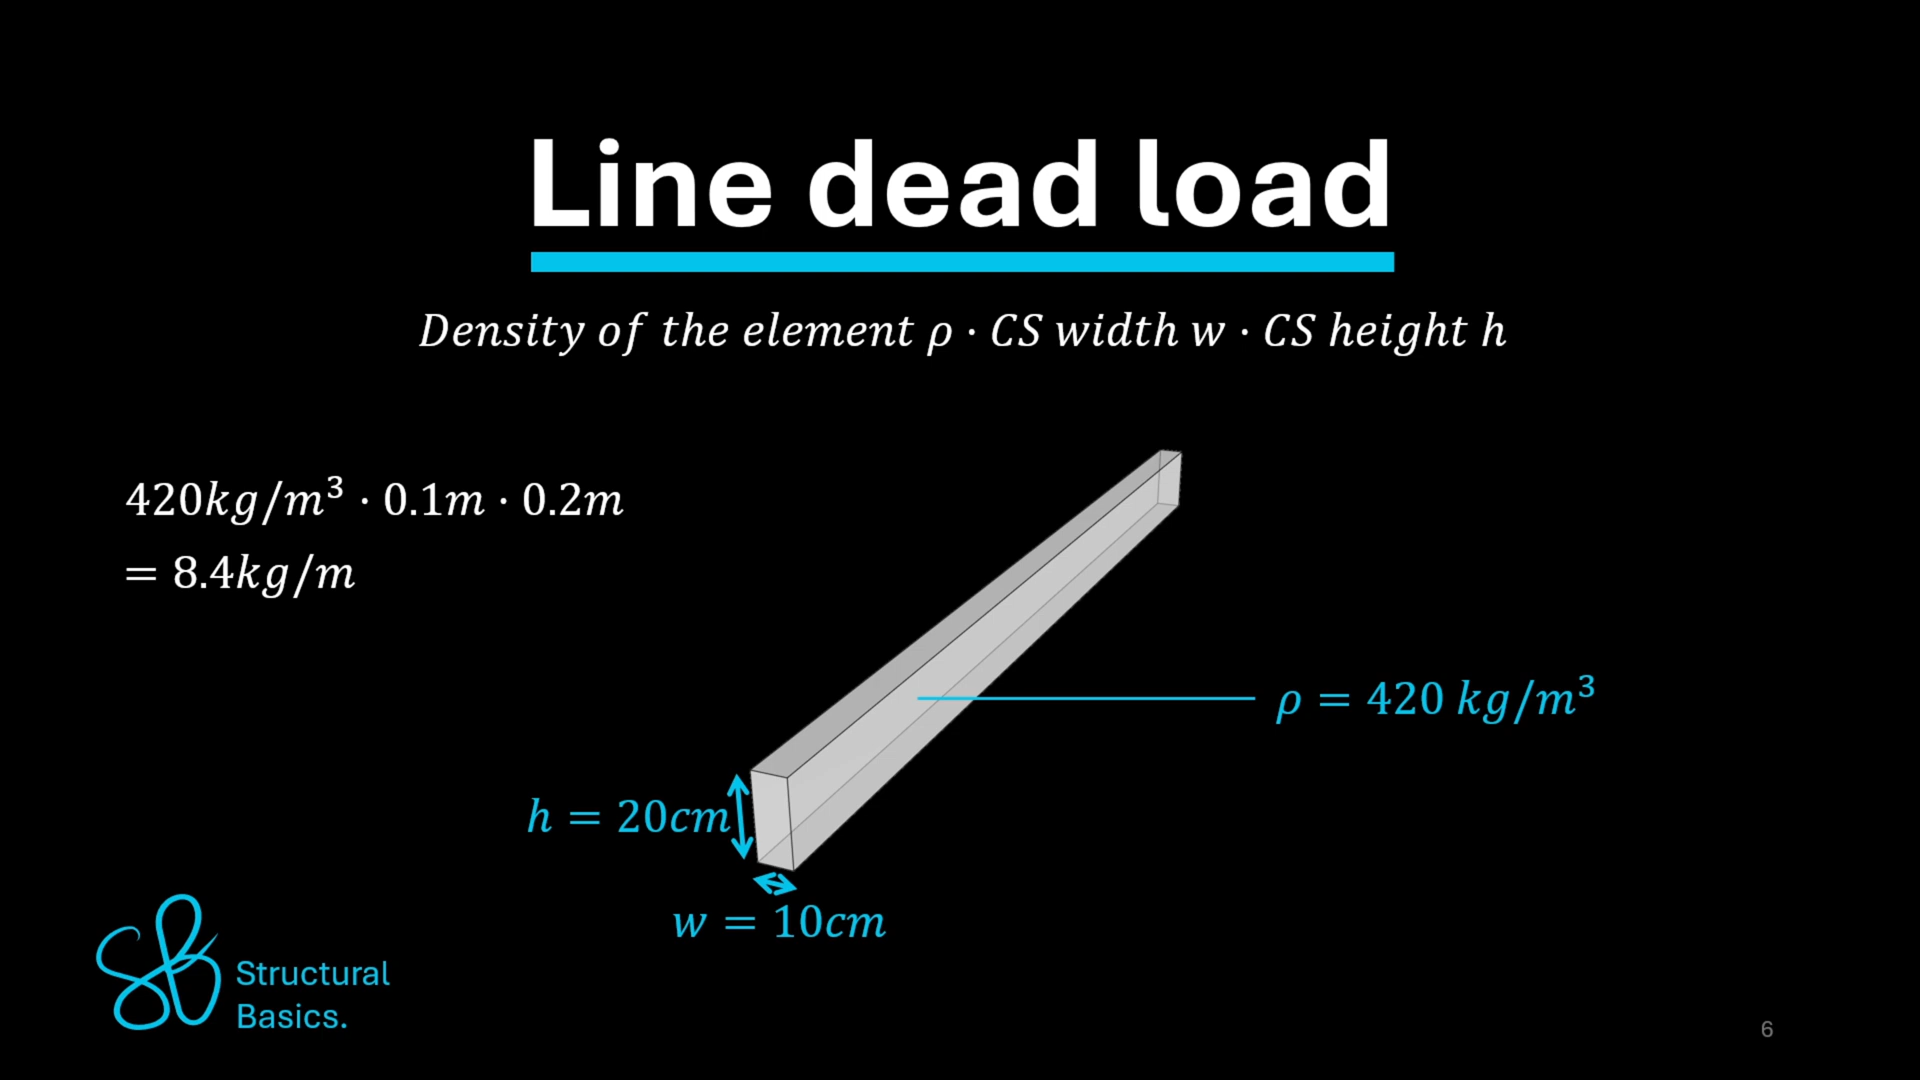 Line dead load
Density of the element ρ · CS width w · CS height h
420kg/m³ · 0.1m · 0.2m
= 8.4kg/m
ρ = 420 kg/m³
h = 20cm
w = 10cm
SB
Structural
Basics.
6